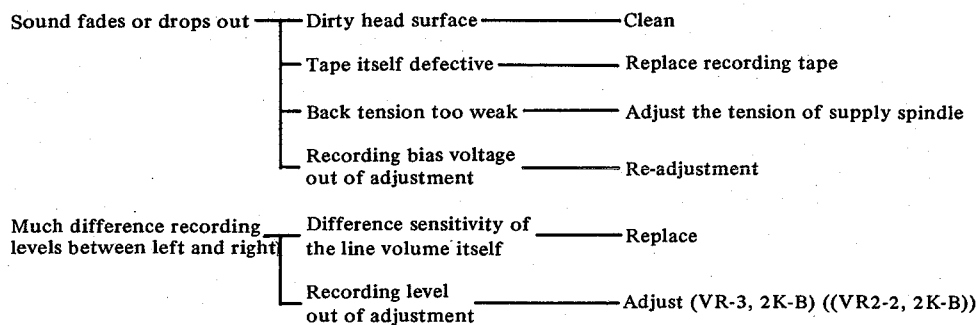 Sound fades or drops out Dirty head surface Clean
Tape itself defective Replace recording tape
Back tension too weak Adjust the tension of supply spindle
Recording bias voltage
out of adjustment Re-adjustment
Much difference recording
levels between left and right
Difference sensitivity of
the line volume itself Replace
Recording level
out of adjustment Adjust (VR-3, 2K-B) ((VR2-2, 2K-B))